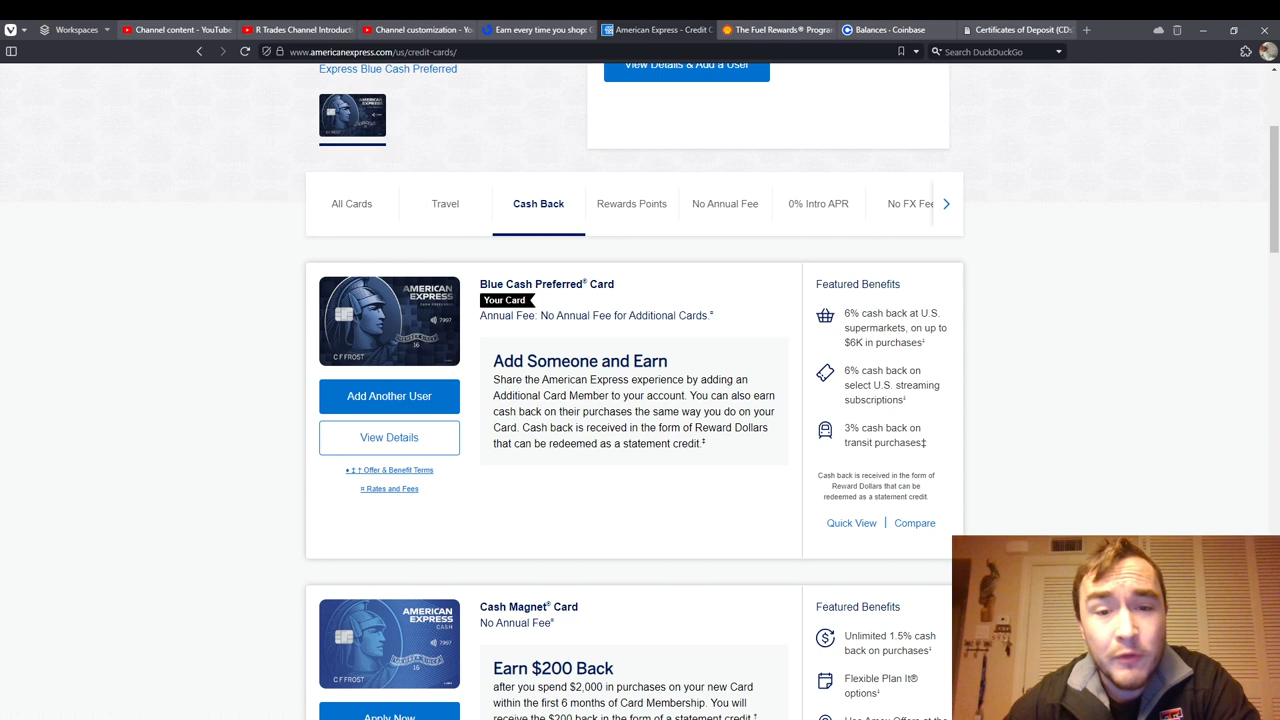 Workspaces
Channel content - YouTube
R Trades Channel Introducti
Channel customization - Yo
Earn every time you shop: C
American Express - Credit C
The Fuel Rewards® Progra
Balances - Coinbase
Certificates of Deposit (CDs
www.americanexpress.com/us/credit-cards/
Search DuckDuckGo
Express Blue Cash Preferred
View Details & Add a User
All Cards
Travel
Cash Back
Rewards Points
No Annual Fee
0% Intro APR
No FX Fee
AMERICAN
EXPRESS
7997
16
C F FROST
Blue Cash Preferred® Card
Your Card
Annual Fee: No Annual Fee for Additional Cards.¤
Add Someone and Earn
Share the American Express experience by adding an
Additional Card Member to your account. You can also earn
cash back on their purchases the same way you do on your
Card. Cash back is received in the form of Reward Dollars
that can be redeemed as a statement credit.‡
Add Another User
View Details
• ‡ † Offer & Benefit Terms
¤ Rates and Fees
Featured Benefits
6% cash back at U.S.
supermarkets, on up to
$6K in purchases‡
6% cash back on
select U.S. streaming
subscriptions‡
3% cash back on
transit purchases‡
Cash back is received in the form of
Reward Dollars that can be
redeemed as a statement credit.
Quick View | Compare
AMERICAN
EXPRESS
CASH
7997
16
C F FROST
Cash Magnet® Card
No Annual Fee¤
Earn $200 Back
after you spend $2,000 in purchases on your new Card
within the first 6 months of Card Membership. You will
receive the $200 back in the form of a statement credit.†
Apply Now
Featured Benefits
Unlimited 1.5% cash
back on purchases‡
Flexible Plan It®
options‡
Use Amex Offers at the